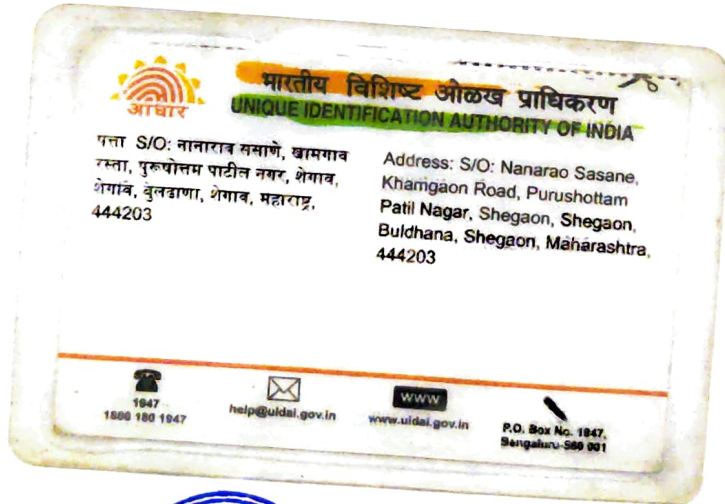 आधार
भारतीय विशिष्ट ओळख प्राधिकरण
UNIQUE IDENTIFICATION AUTHORITY OF INDIA
पत्ता S/O: नानाराव ससाणे, खामगाव
रस्ता, पुरूषोत्तम पाटील नगर, शेगाव,
शेगांव, बुलढाणा, शेगाव, महाराष्ट्र,
444203
Address: S/O: Nanarao Sasane,
Khamgaon Road, Purushottam
Patil Nagar, Shegaon, Shegaon,
Buldhana, Shegaon, Maharashtra,
444203
1947
1800 180 1947
help@uidai.gov.in
www
www.uidai.gov.in
P.O. Box No. 1947,
Bengaluru-560 001